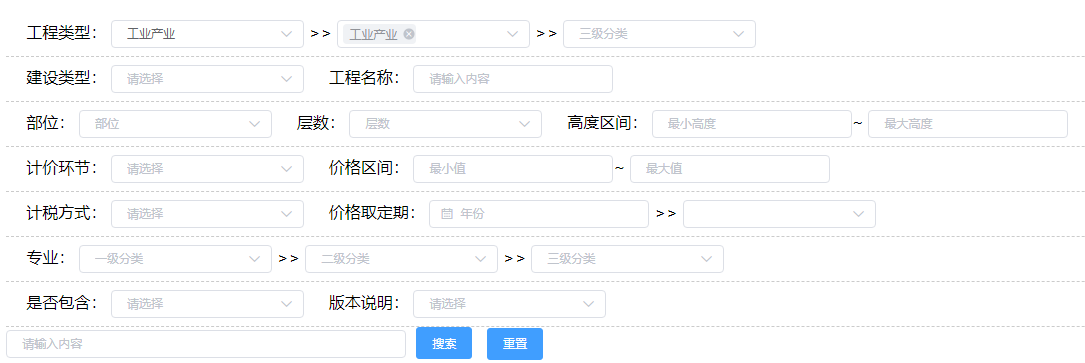 工程类型： 工业产业 >> 工业产业 >> 三级分类
建设类型： 请选择 工程名称： 请输入内容
部位： 部位 层数： 层数 高度区间： 最小高度 ~ 最大高度
计价环节： 请选择 价格区间： 最小值 ~ 最大值
计税方式： 请选择 价格取定期： 年份 >>
专业： 一级分类 >> 二级分类 >> 三级分类
是否包含： 请选择 版本说明： 请选择
请输入内容 搜索 重置